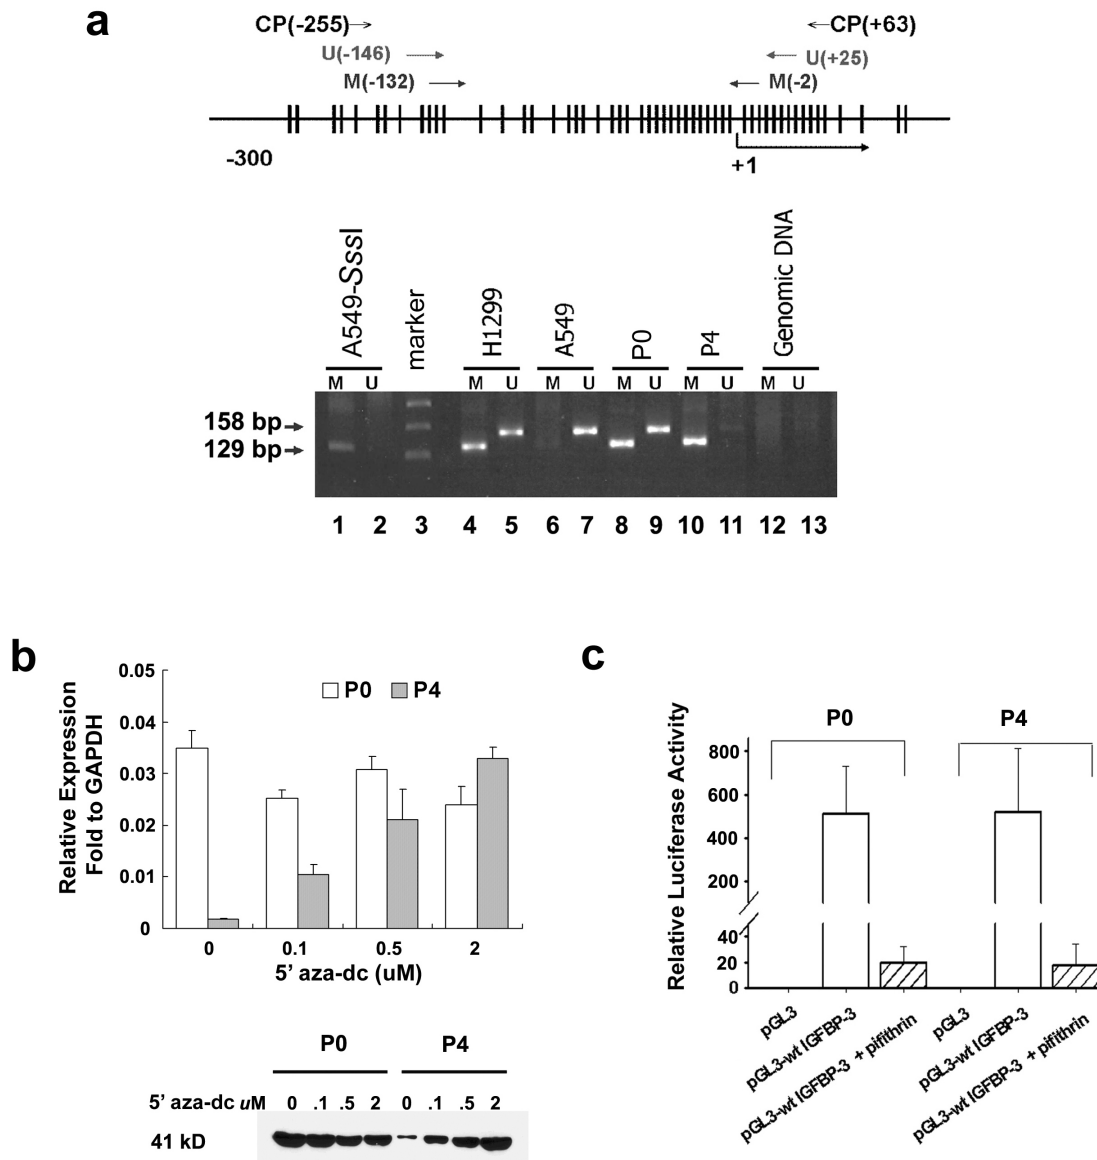 a
CP(-255)
CP(+63)
U(-146)
U(+25)
M(-132)
M(-2)
-300
+1
A549-SssI
marker
H1299
A549
P0
P4
Genomic DNA
M U M U M U M U M U M U
158 bp
129 bp
1 2 3 4 5 6 7 8 9 10 11 12 13
b
Relative Expression
Fold to GAPDH
0.05
0.04
0.03
0.02
0.01
0
P0 P4
0 0.1 0.5 2
5' aza-dc (uM)
P0 P4
5' aza-dc uM 0 .1 .5 2 0 .1 .5 2
41 kD
c
Relative Luciferase Activity
P0 P4
800
600
400
200
40
20
0
pGL3
pGL3-wt IGFBP-3
pGL3-wt IGFBP-3 + pifithrin
pGL3
pGL3-wt IGFBP-3
pGL3-wt IGFBP-3 + pifithrin